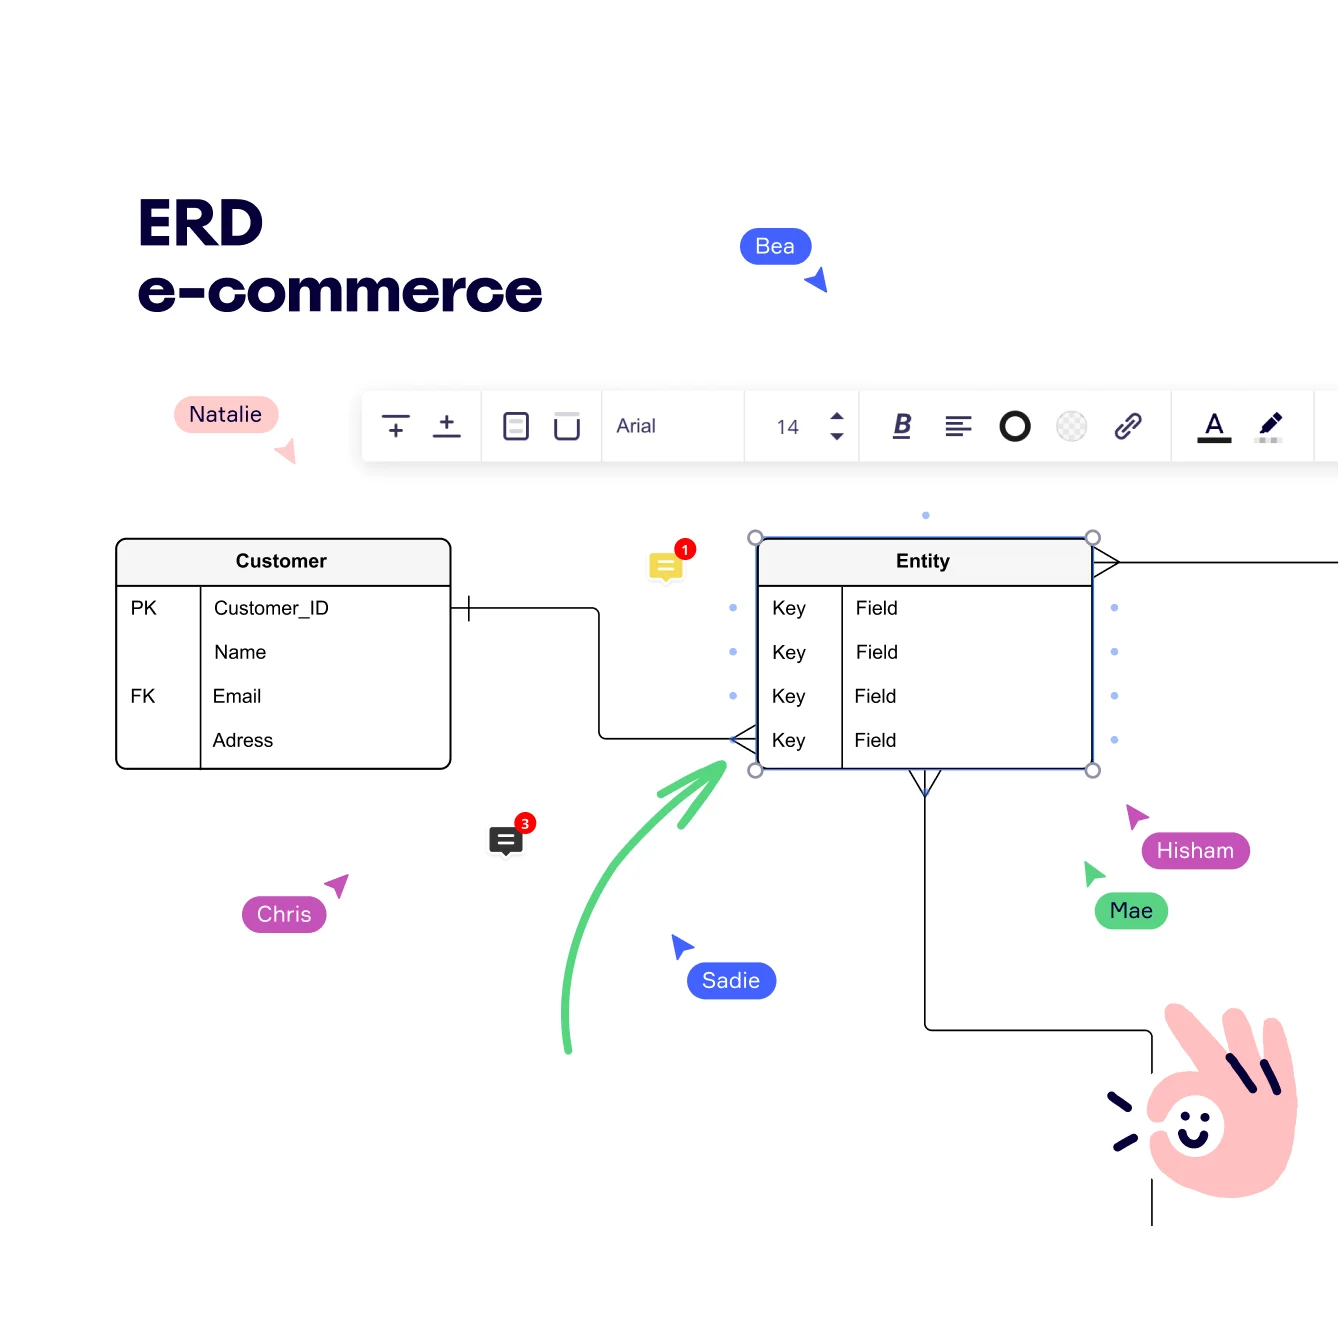 ERD
e-commerce
Bea
Natalie
Arial
14
B
A
Customer
PK Customer_ID
Name
FK Email
Adress
1
Entity
Key Field
Key Field
Key Field
Key Field
3
Hisham
Mae
Chris
Sadie